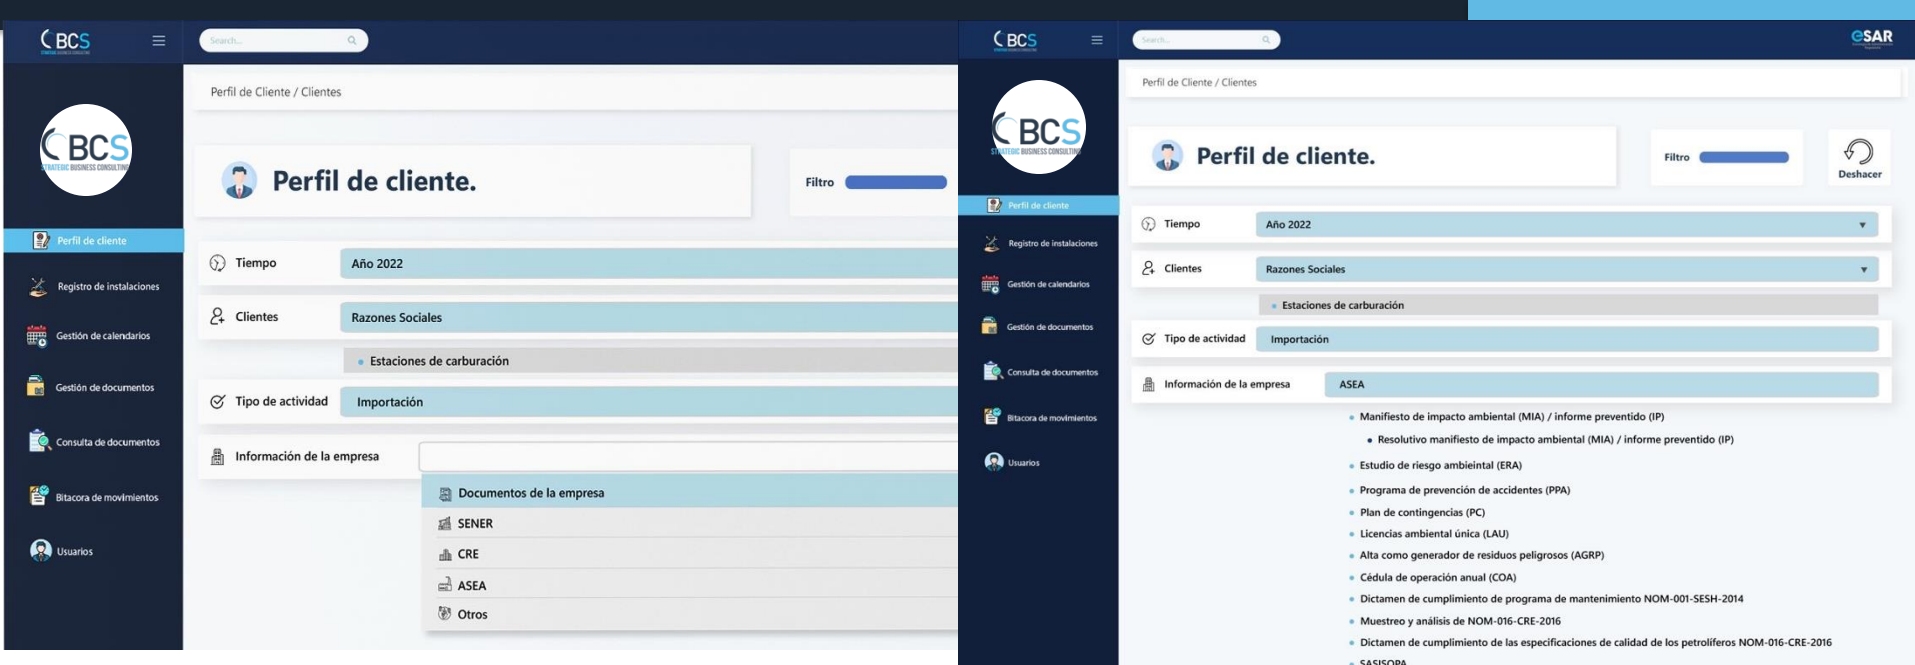 BCS
Search...
Perfil de Cliente / Clientes
BCS
STRATEGIC BUSINESS CONSULTING
Perfil de cliente.
Filtro
Perfil de cliente
Registro de instalaciones
Gestión de calendarios
Gestión de documentos
Consulta de documentos
Bitacora de movimientos
Usuarios
Tiempo
Año 2022
Clientes
Razones Sociales
Estaciones de carburación
Tipo de actividad
Importación
Información de la empresa
Documentos de la empresa
SENER
CRE
ASEA
Otros
BCS
Search...
eSAR
Perfil de Cliente / Clientes
BCS
STRATEGIC BUSINESS CONSULTING
Perfil de cliente.
Filtro
Deshacer
Perfil de cliente
Registro de instalaciones
Gestión de calendarios
Gestión de documentos
Consulta de documentos
Bitacora de movimientos
Usuarios
Tiempo
Año 2022
Clientes
Razones Sociales
Estaciones de carburación
Tipo de actividad
Importación
Información de la empresa
ASEA
Manifiesto de impacto ambiental (MIA) / informe preventido (IP)
Resolutivo manifiesto de impacto ambiental (MIA) / informe preventido (IP)
Estudio de riesgo ambieintal (ERA)
Programa de prevención de accidentes (PPA)
Plan de contingencias (PC)
Licencias ambiental única (LAU)
Alta como generador de residuos peligrosos (AGRP)
Cédula de operación anual (COA)
Dictamen de cumplimiento de programa de mantenimiento NOM-001-SESH-2014
Muestreo y análisis de NOM-016-CRE-2016
Dictamen de cumplimiento de las especificaciones de calidad de los petrolíferos NOM-016-CRE-2016
SASISOPA